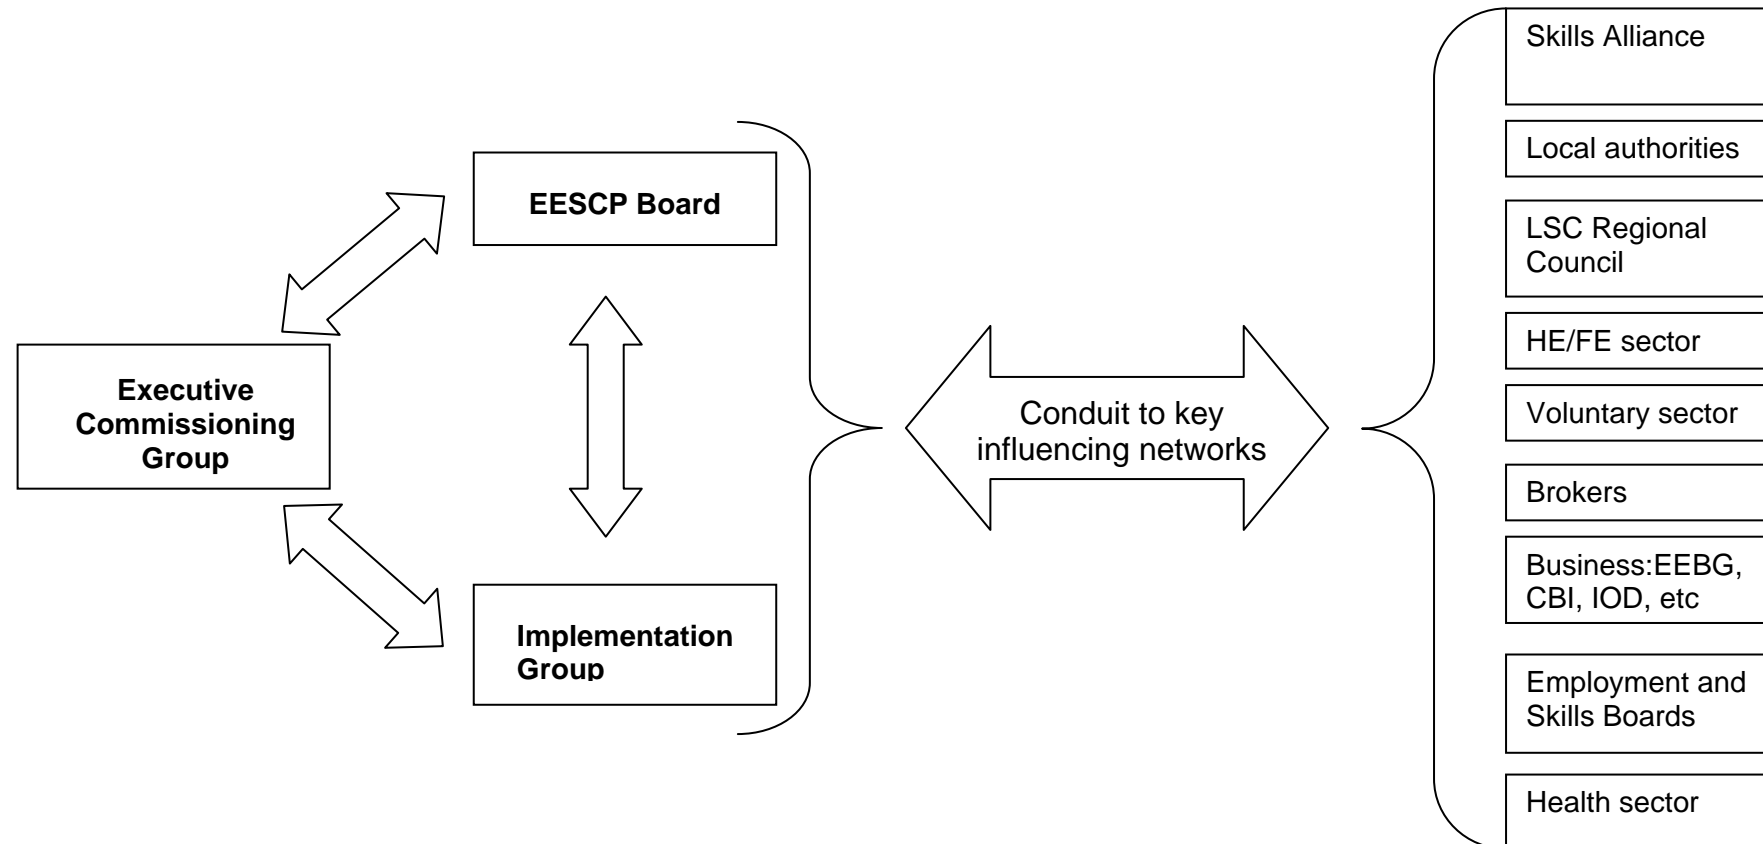 Skills Alliance
Local authorities
EESCP Board
LSC Regional
Council
HE/FE sector
Executive
Commissioning
Group
Conduit to key
influencing networks
Voluntary sector
Brokers
Business:EEBG,
CBI, IOD, etc
Implementation
Group
Employment and
Skills Boards
Health sector